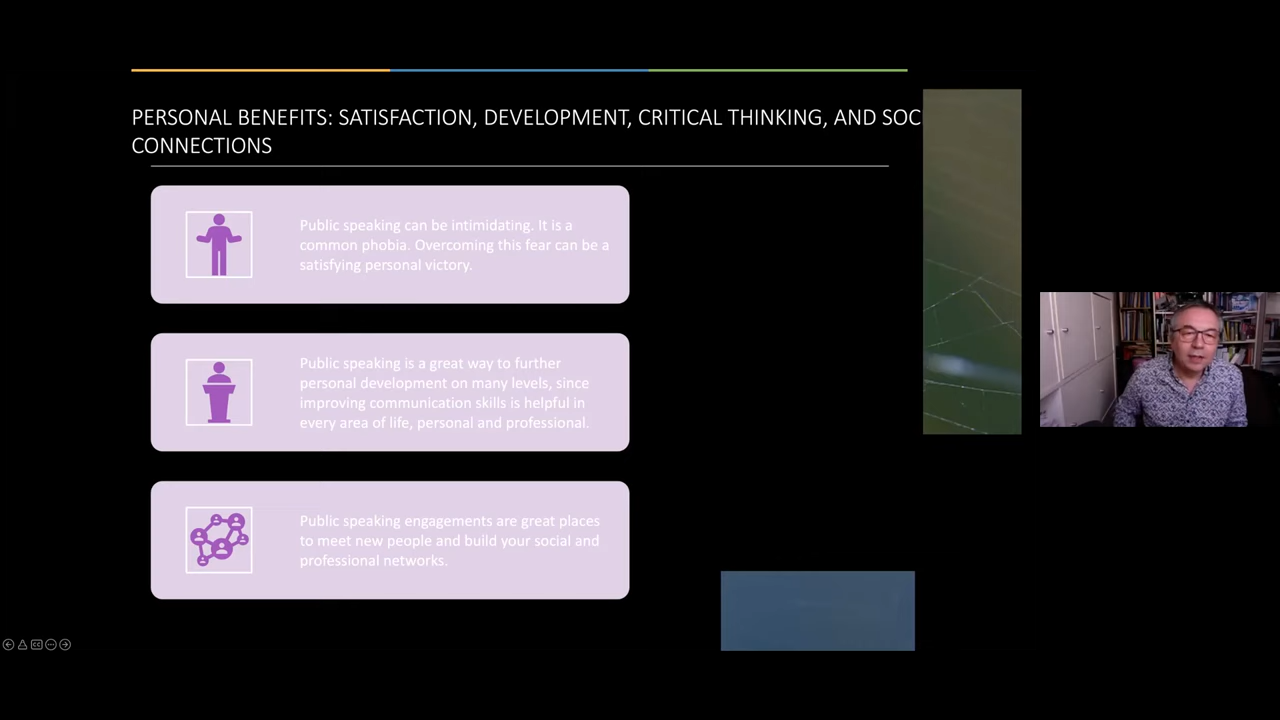 PERSONAL BENEFITS: SATISFACTION, DEVELOPMENT, CRITICAL THINKING, AND SOC
CONNECTIONS
Public speaking can be intimidating. It is a
common phobia. Overcoming this fear can be a
satisfying personal victory.
Public speaking is a great way to further
personal development on many levels, since
improving communication skills is helpful in
every area of life, personal and professional.
Public speaking engagements are great places
to meet new people and build your social and
professional networks.
CC